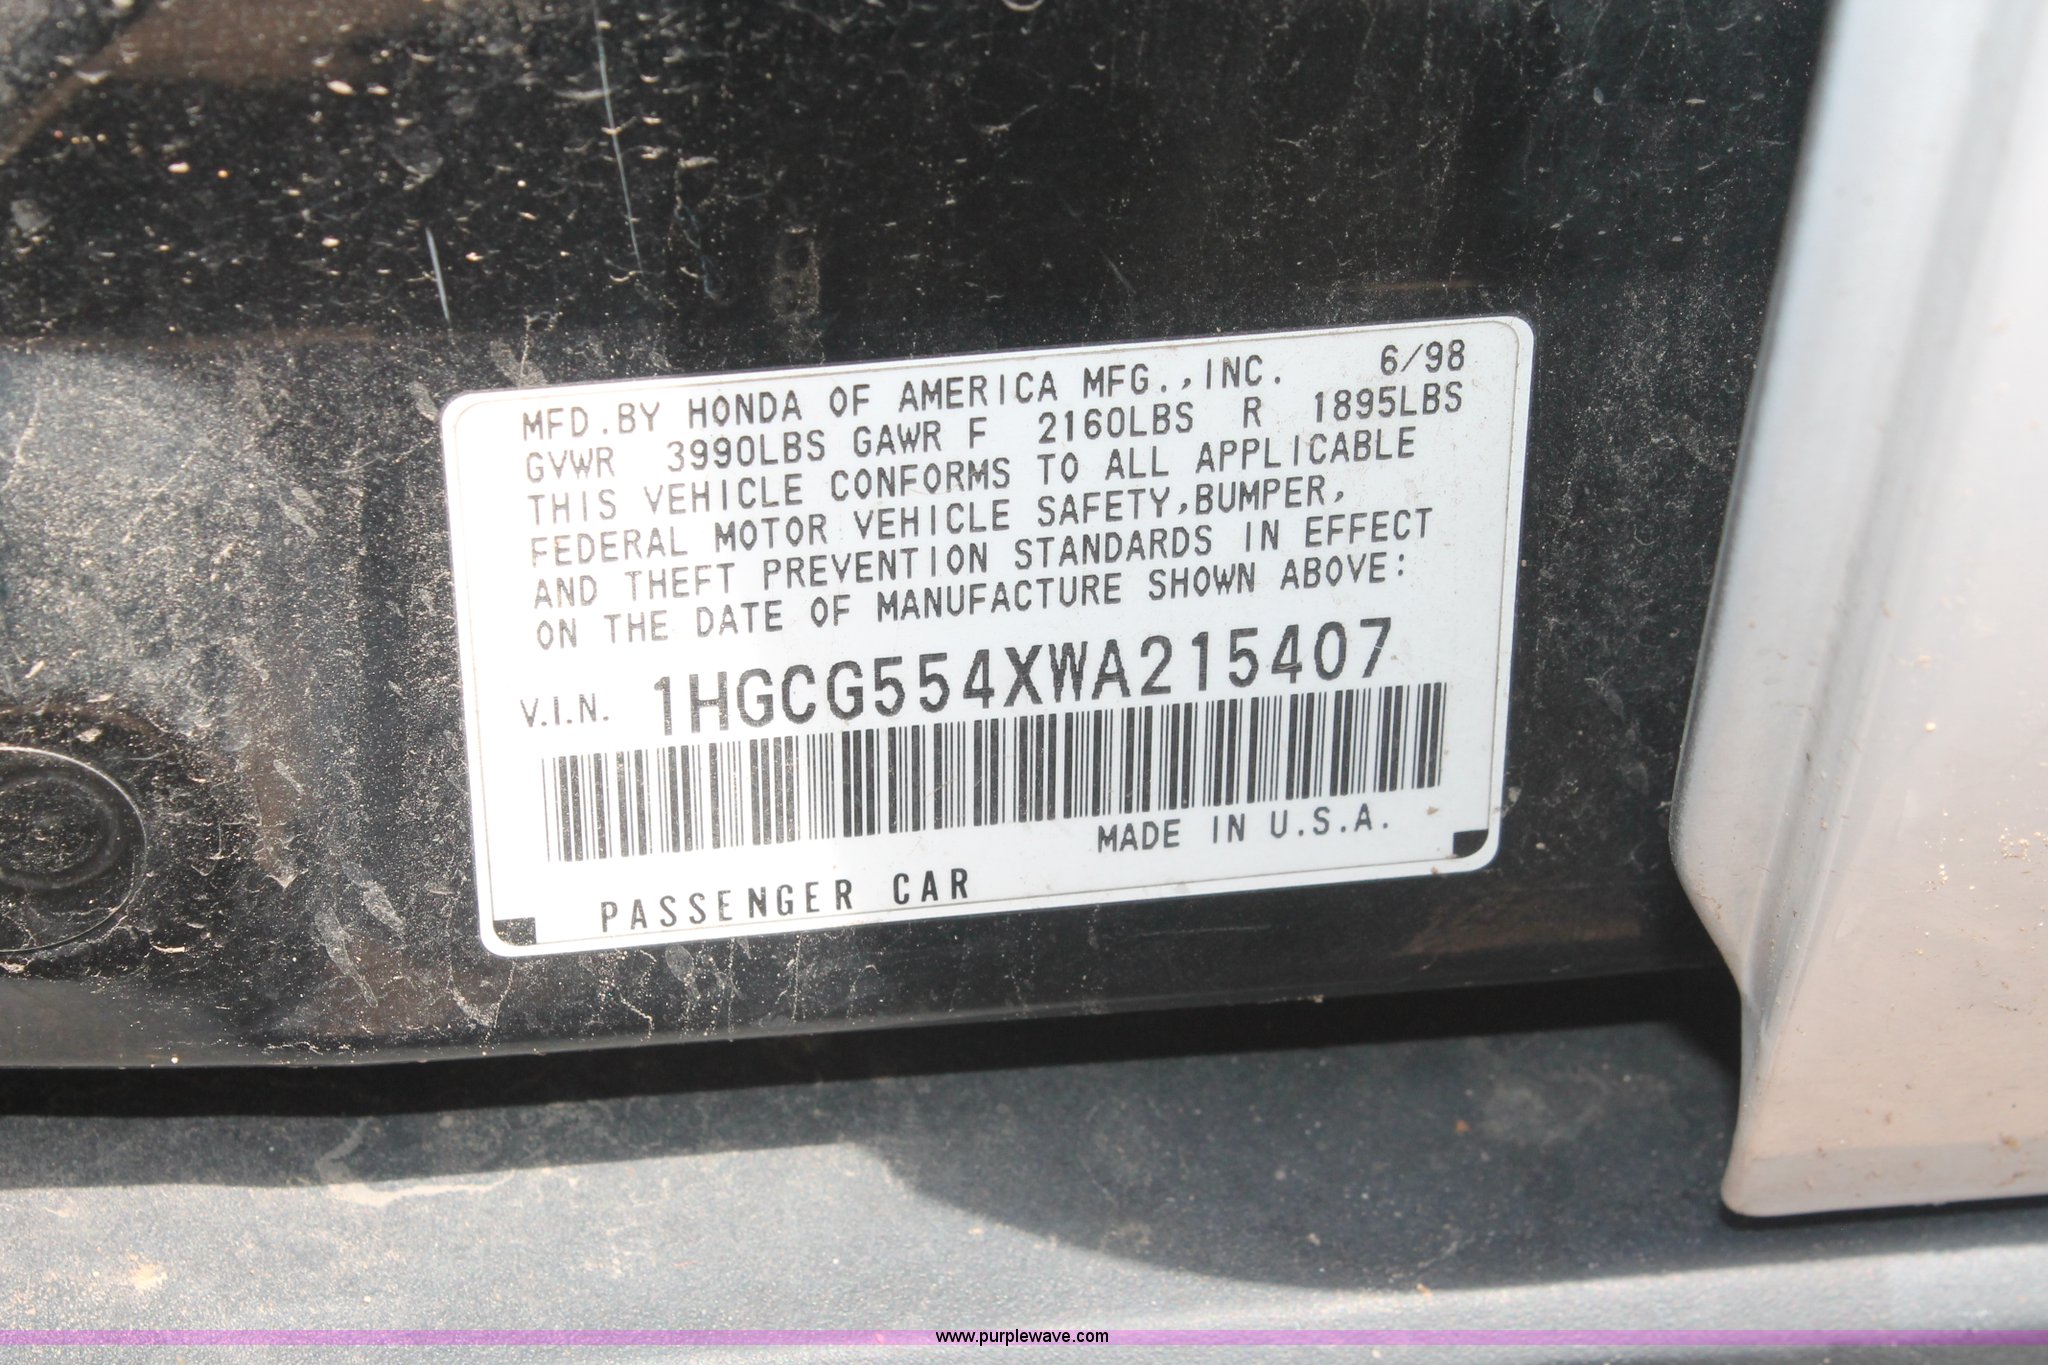 MFD.BY HONDA OF AMERICA MFG.,INC. 6/98
GVWR 3990LBS GAWR F 2160LBS R 1895LBS
THIS VEHICLE CONFORMS TO ALL APPLICABLE
FEDERAL MOTOR VEHICLE SAFETY,BUMPER,
AND THEFT PREVENTION STANDARDS IN EFFECT
ON THE DATE OF MANUFACTURE SHOWN ABOVE:
V.I.N. 1HGCG554XWA215407
MADE IN U.S.A.
PASSENGER CAR
www.purplewave.com